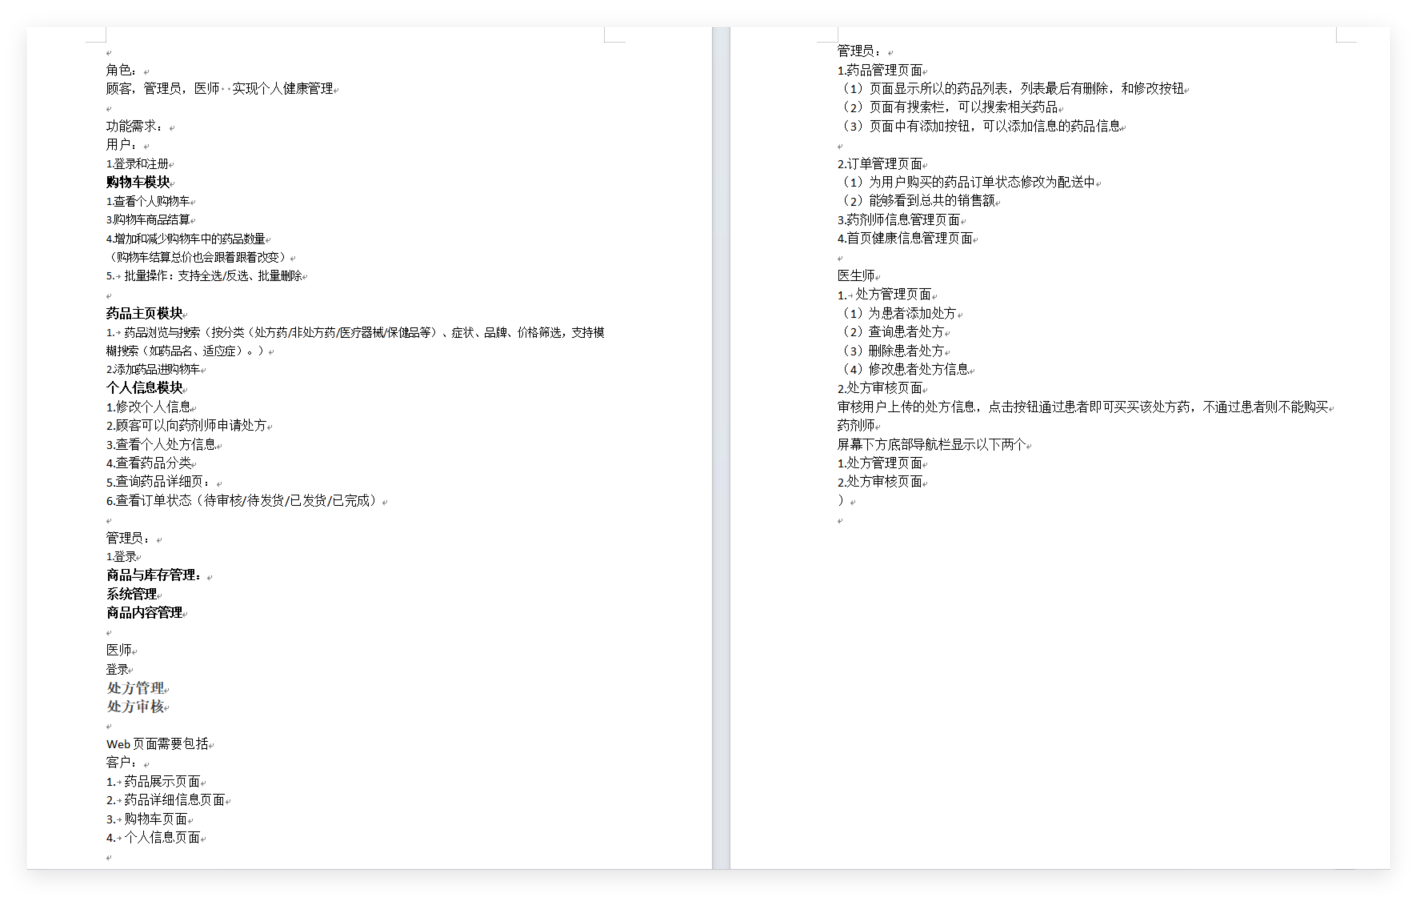 角色：
顾客，管理员，医师··实现个人健康管理
功能需求：
用户：
1.登录和注册
购物车模块
1.查看个人购物车
3.购物车商品结算
4.增加和减少购物车中的药品数量
（购物车结算总价也会跟着跟着改变）
5. 批量操作：支持全选/反选、批量删除
药品主页模块
1. 药品浏览与搜索（按分类（处方药/非处方药/医疗器械/保健品等）、症状、品牌、价格筛选，支持模
糊搜索（如药品名、适应症）。）
2.添加药品进购物车
个人信息模块
1.修改个人信息
2.顾客可以向药剂师申请处方
3.查看个人处方信息
4.查看药品分类
5.查询药品详细页：
6.查看订单状态（待审核/待发货/已发货/已完成）
管理员：
1.登录
商品与库存管理：
系统管理
商品内容管理
医师
登录
处方管理
处方审核
Web 页面需要包括
客户：
1. 药品展示页面
2. 药品详细信息页面
3. 购物车页面
4. 个人信息页面
管理员：
1.药品管理页面
（1）页面显示所以的药品列表，列表最后有删除，和修改按钮
（2）页面有搜索栏，可以搜索相关药品
（3）页面中有添加按钮，可以添加信息的药品信息
2.订单管理页面
（1）为用户购买的药品订单状态修改为配送中
（2）能够看到总共的销售额
3.药剂师信息管理页面
4.首页健康信息管理页面
医生师
1. 处方管理页面
（1）为患者添加处方
（2）查询患者处方
（3）删除患者处方
（4）修改患者处方信息
2.处方审核页面
审核用户上传的处方信息，点击按钮通过患者即可买买该处方药，不通过患者则不能购买
药剂师
屏幕下方底部导航栏显示以下两个
1.处方管理页面
2.处方审核页面
）